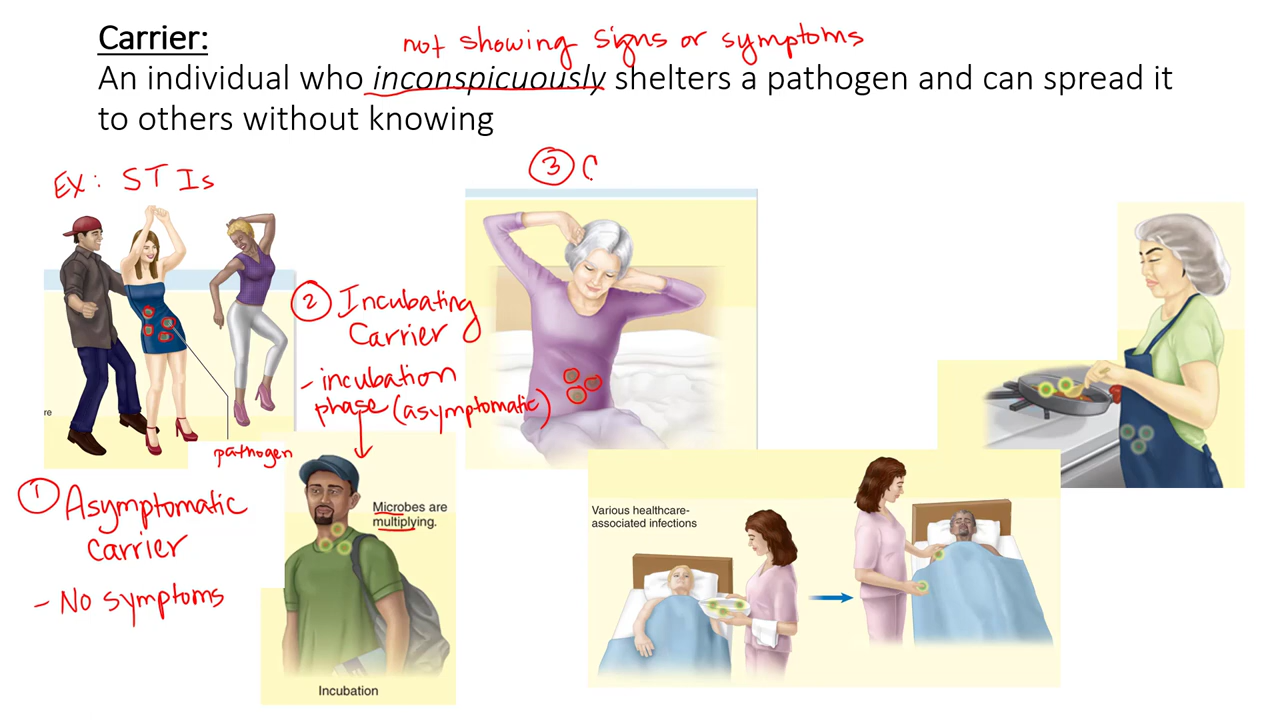 Carrier:
not showing signs or symptoms
An individual who inconspicuously shelters a pathogen and can spread it
to others without knowing
EX: STIs
3 C
2 Incubating
Carrier
- incubation
phase (asymptomatic)
re
pathogen
1 Asymptomatic
carrier
- No symptoms
Microbes are
multiplying.
Incubation
Various healthcare-
associated infections